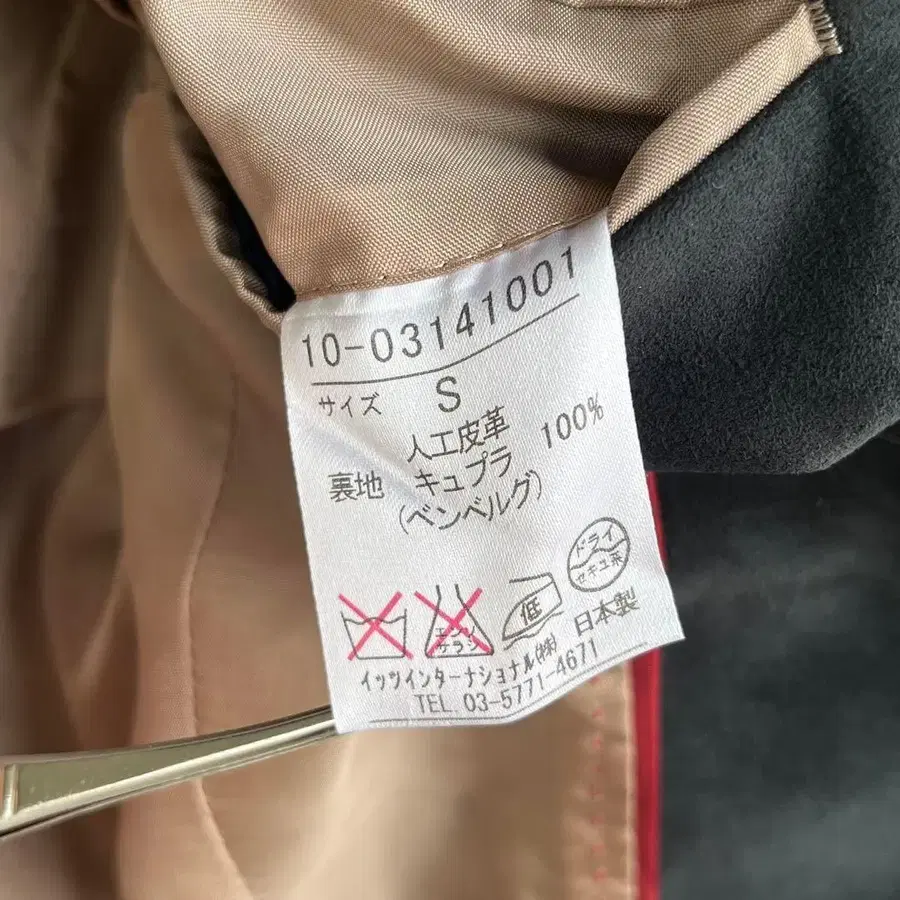 10-03141001
サイズ S
人工皮革
裏地 キュプラ 100%
(ベンベルグ)
ドライ
セキユ系
エンソ
サラシ
低
日本製
イッツインターナショナル(株)
TEL 03-5771-4671